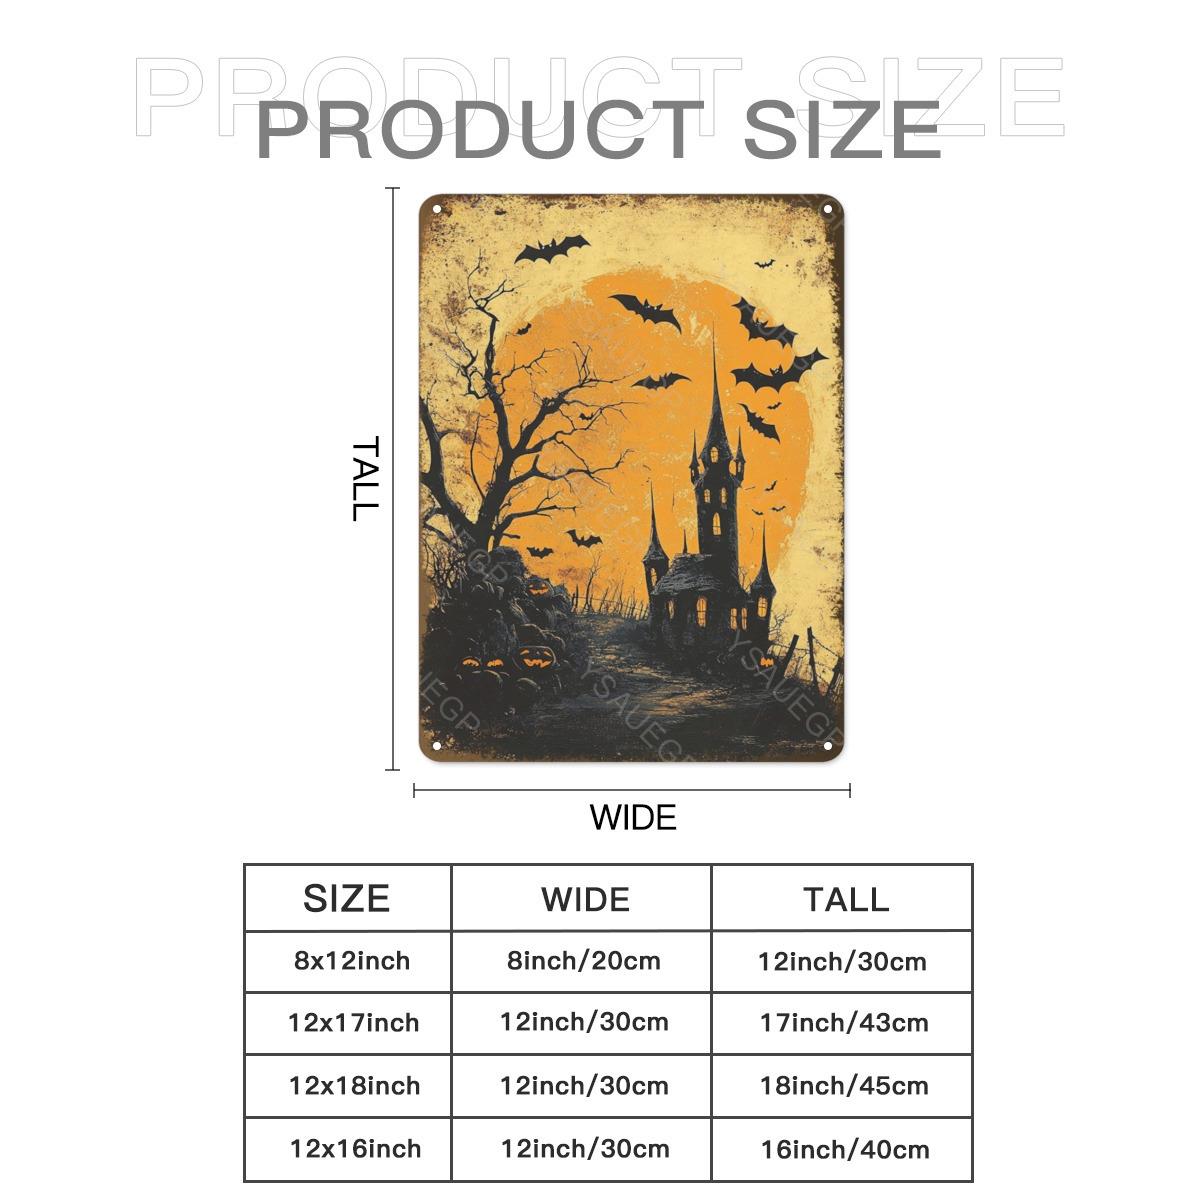 PRODUCT SIZE
PRODUCT SIZE
TALL
YSAUEGP
WIDE
SIZE WIDE TALL
8x12inch 8inch/20cm 12inch/30cm
12x17inch 12inch/30cm 17inch/43cm
12x18inch 12inch/30cm 18inch/45cm
12x16inch 12inch/30cm 16inch/40cm